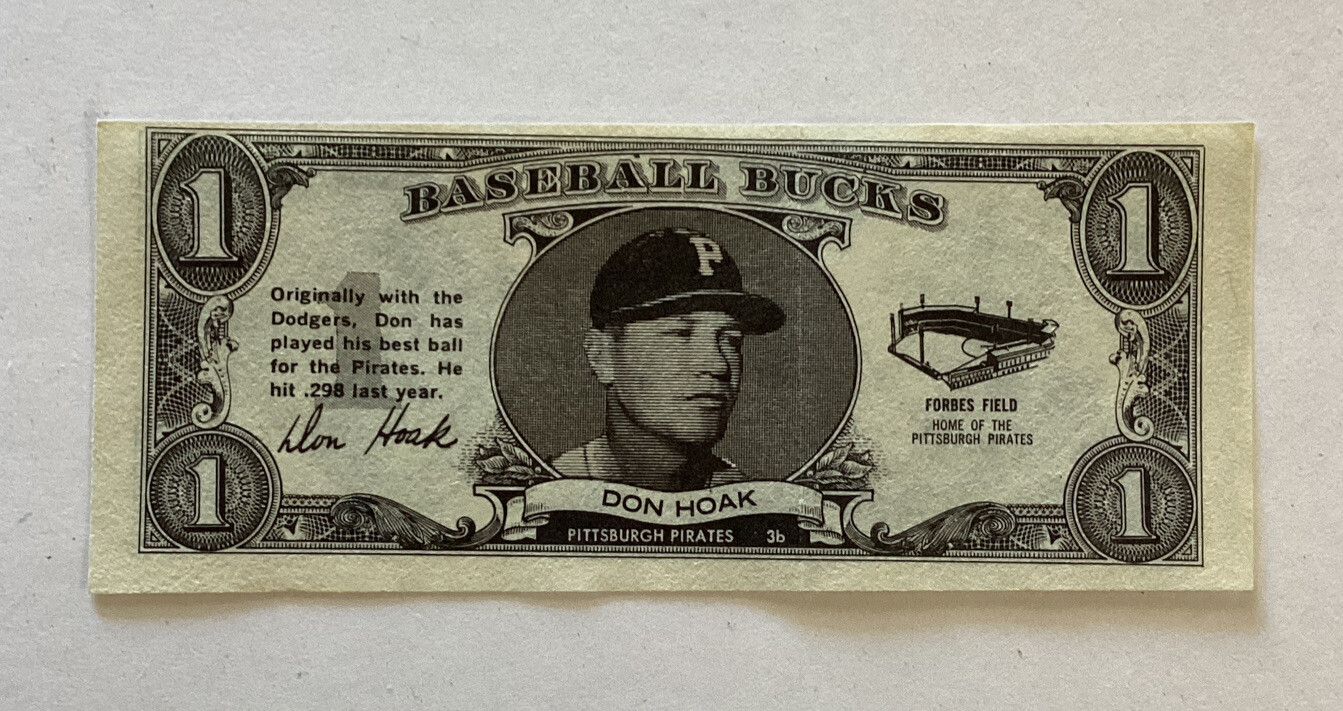 BASEBALL BUCKS
1
1
P
Originally with the
Dodgers, Don has
played his best ball
for the Pirates. He
hit .298 last year.
1
Don Hoak
FORBES FIELD
HOME OF THE
PITTSBURGH PIRATES
1
1
DON HOAK
PITTSBURGH PIRATES 3b